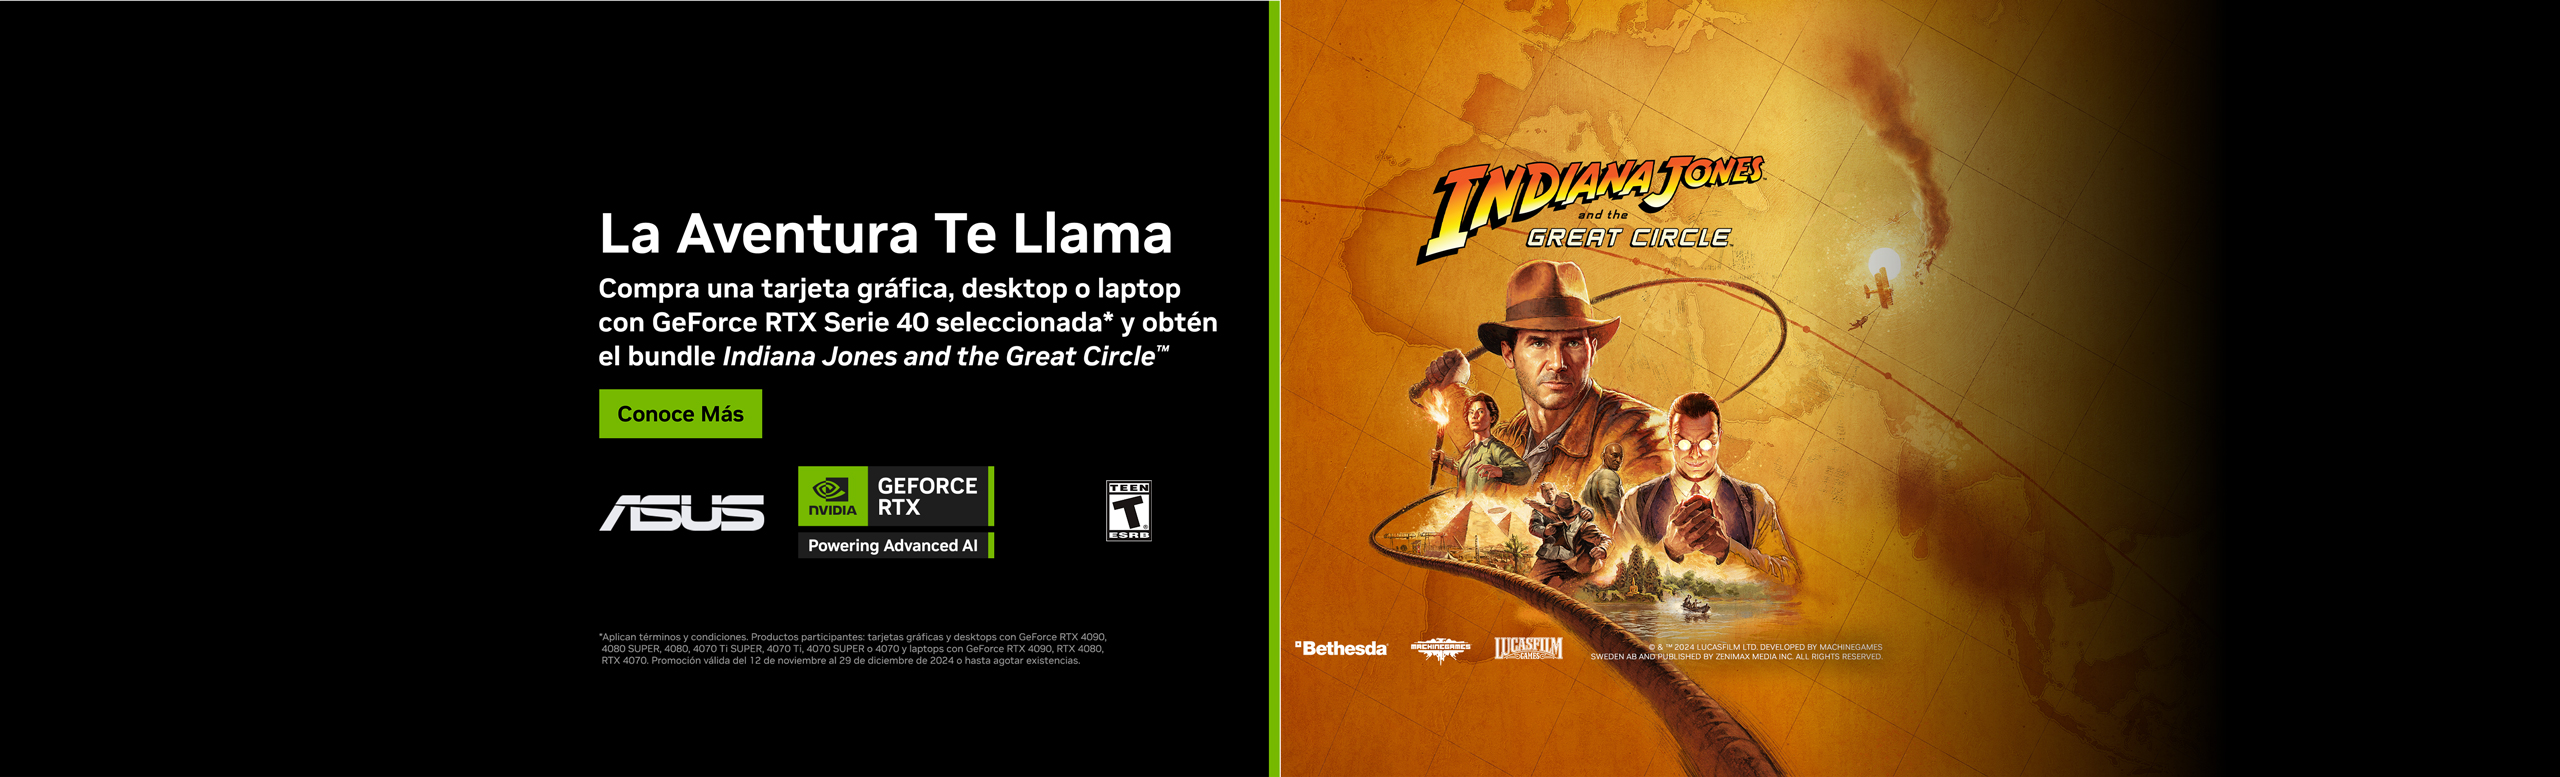 La Aventura Te Llama
Compra una tarjeta gráfica, desktop o laptop
con GeForce RTX Serie 40 seleccionada* y obtén
el bundle Indiana Jones and the Great Circle™
Conoce Más
ASUS
NVIDIA
GEFORCE
RTX
Powering Advanced AI
TEEN
T
ESRB
*Aplican términos y condiciones. Productos participantes: tarjetas gráficas y desktops con GeForce RTX 4090,
4080 SUPER, 4080, 4070 Ti SUPER, 4070 Ti, 4070 SUPER o 4070 y laptops con GeForce RTX 4090, RTX 4080,
RTX 4070. Promoción válida del 12 de noviembre al 29 de diciembre de 2024 o hasta agotar existencias.
INDIANA JONES™
and the
GREAT CIRCLE™
Bethesda®
MACHINEGAMES
LUCASFILM
GAMES
© & ™ 2024 LUCASFILM LTD. DEVELOPED BY MACHINEGAMES
SWEDEN AB AND PUBLISHED BY ZENIMAX MEDIA INC. ALL RIGHTS RESERVED.